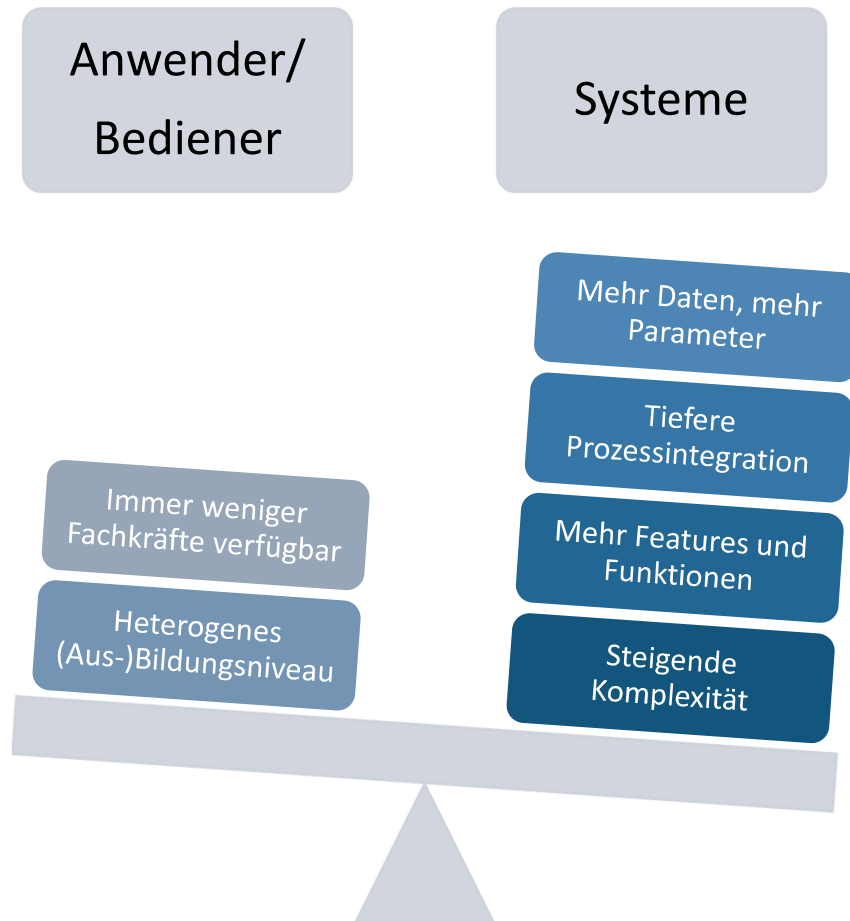 Anwender/
Bediener
Systeme
Immer weniger
Fachkräfte verfügbar
Heterogenes
(Aus-)Bildungsniveau
Mehr Daten, mehr
Parameter
Tiefere
Prozessintegration
Mehr Features und
Funktionen
Steigende
Komplexität